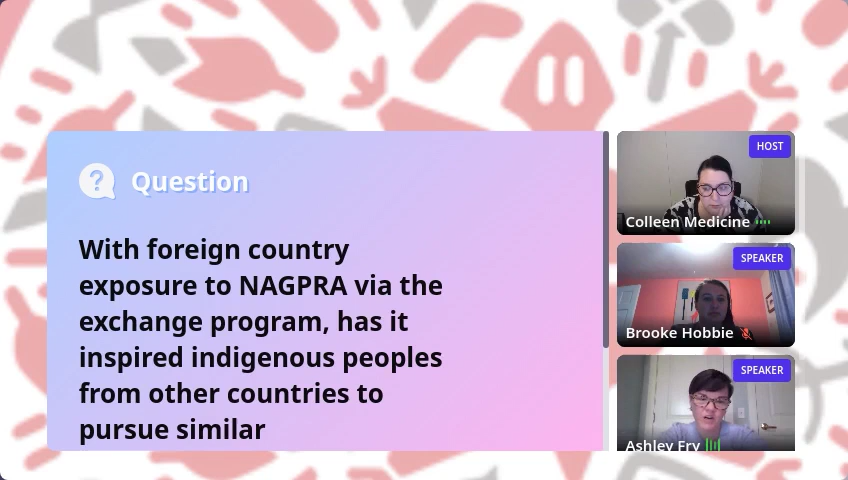 Question
With foreign country
exposure to NAGPRA via the
exchange program, has it
inspired indigenous peoples
from other countries to
pursue similar
HOST
Colleen Medicine
SPEAKER
Brooke Hobbie
SPEAKER
Ashley Fry